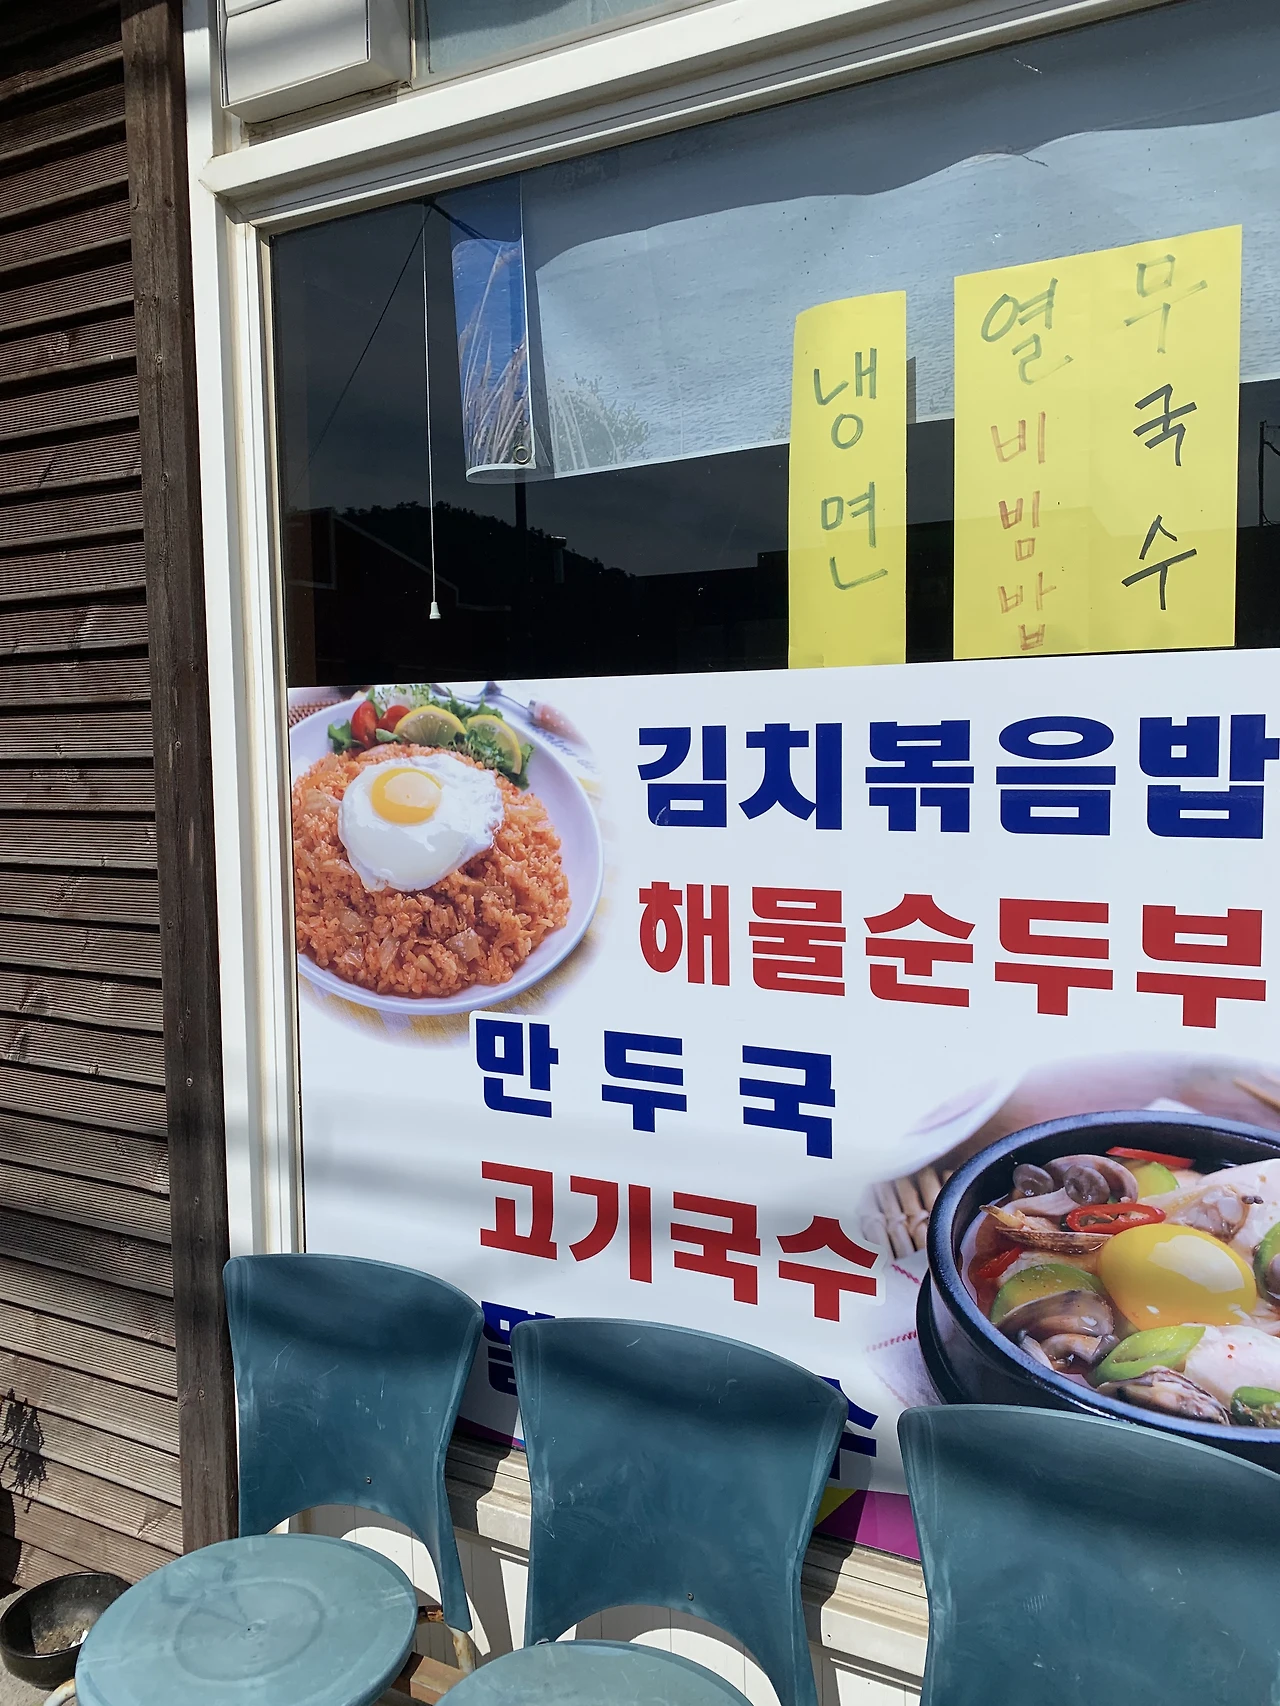 냉면
열무
비빔밥
국수
김치볶음밥
해물순두부
만두국
고기국수